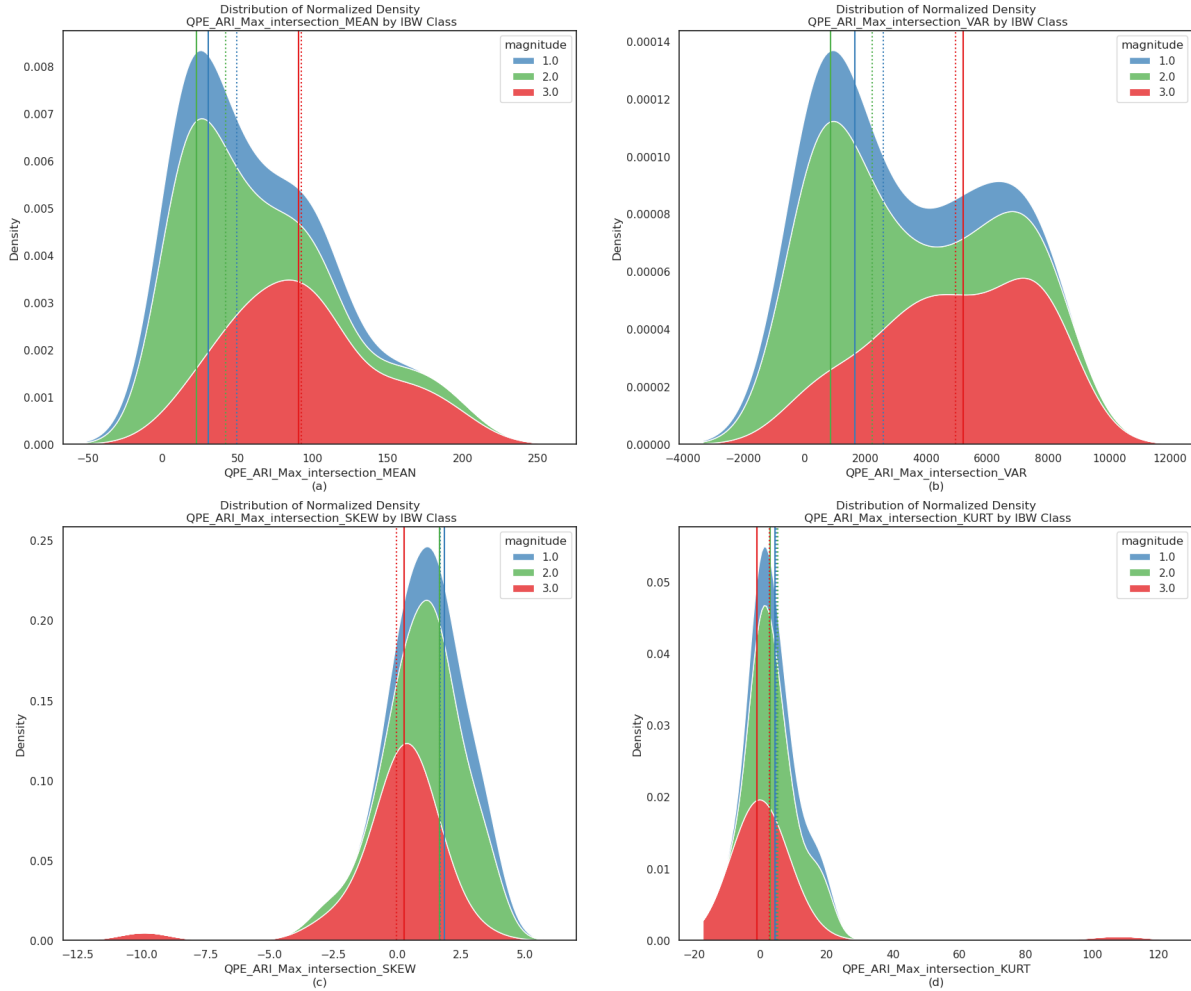 Distribution of Normalized Density
QPE_ARI_Max_intersection_MEAN by IBW Class
magnitude
1.0
2.0
3.0
0.008
0.007
0.006
0.005
0.004
0.003
0.002
0.001
0.000
Density
−50 0 50 100 150 200 250
QPE_ARI_Max_intersection_MEAN
(a)
Distribution of Normalized Density
QPE_ARI_Max_intersection_VAR by IBW Class
magnitude
1.0
2.0
3.0
0.00014
0.00012
0.00010
0.00008
0.00006
0.00004
0.00002
0.00000
Density
−4000 −2000 0 2000 4000 6000 8000 10000 12000
QPE_ARI_Max_intersection_VAR
(b)
Distribution of Normalized Density
QPE_ARI_Max_intersection_SKEW by IBW Class
magnitude
1.0
2.0
3.0
0.25
0.20
0.15
0.10
0.05
0.00
Density
−12.5 −10.0 −7.5 −5.0 −2.5 0.0 2.5 5.0
QPE_ARI_Max_intersection_SKEW
(c)
Distribution of Normalized Density
QPE_ARI_Max_intersection_KURT by IBW Class
magnitude
1.0
2.0
3.0
0.05
0.04
0.03
0.02
0.01
0.00
Density
−20 0 20 40 60 80 100 120
QPE_ARI_Max_intersection_KURT
(d)